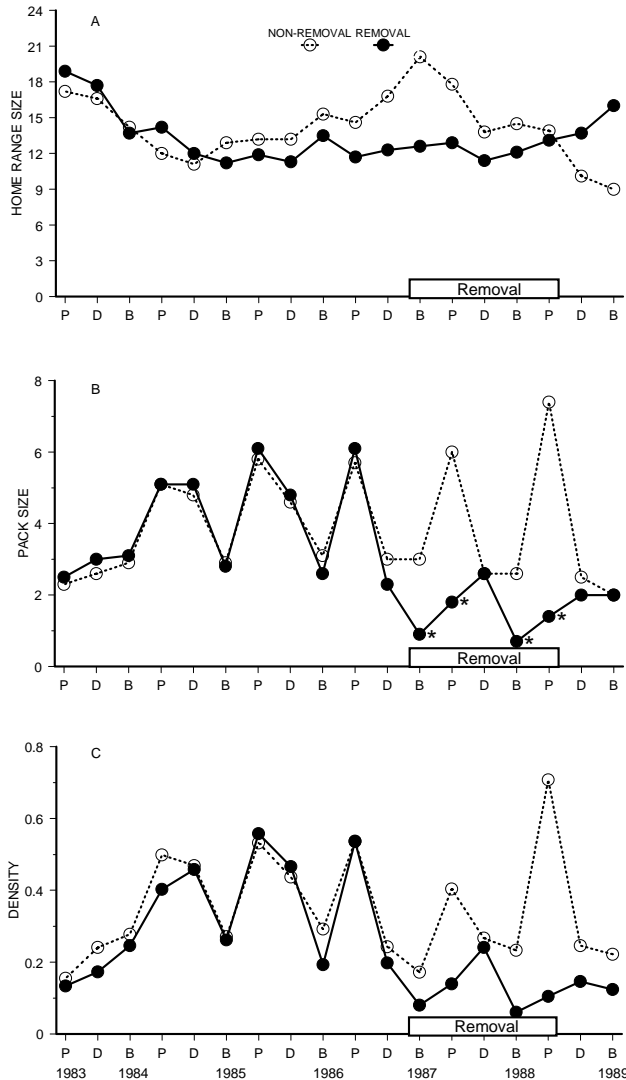 A
NON-REMOVAL REMOVAL
HOME RANGE SIZE
24
21
18
15
12
9
6
3
0
Removal
P D B P D B P D B P D B P D B P D B
B
PACK SIZE
8
6
4
2
0
* * * *
Removal
P D B P D B P D B P D B P D B P D B
C
DENSITY
0.8
0.6
0.4
0.2
0
Removal
P D B P D B P D B P D B P D B P D B
1983 1984 1985 1986 1987 1988 1989